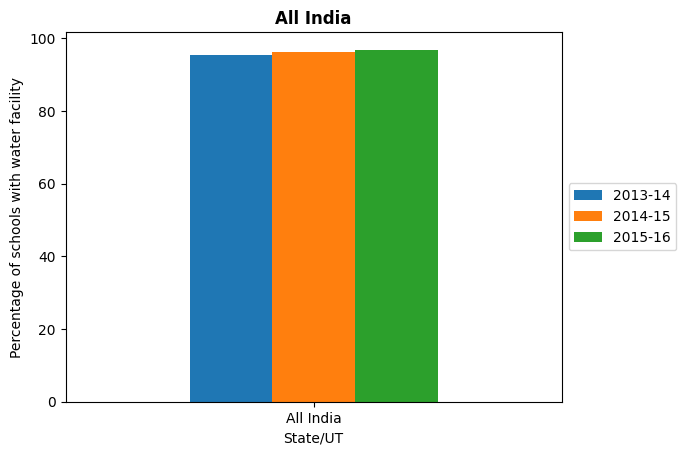 All India
Percentage of schools with water facility
100
80
60
40
20
0
All India
State/UT
2013-14
2014-15
2015-16